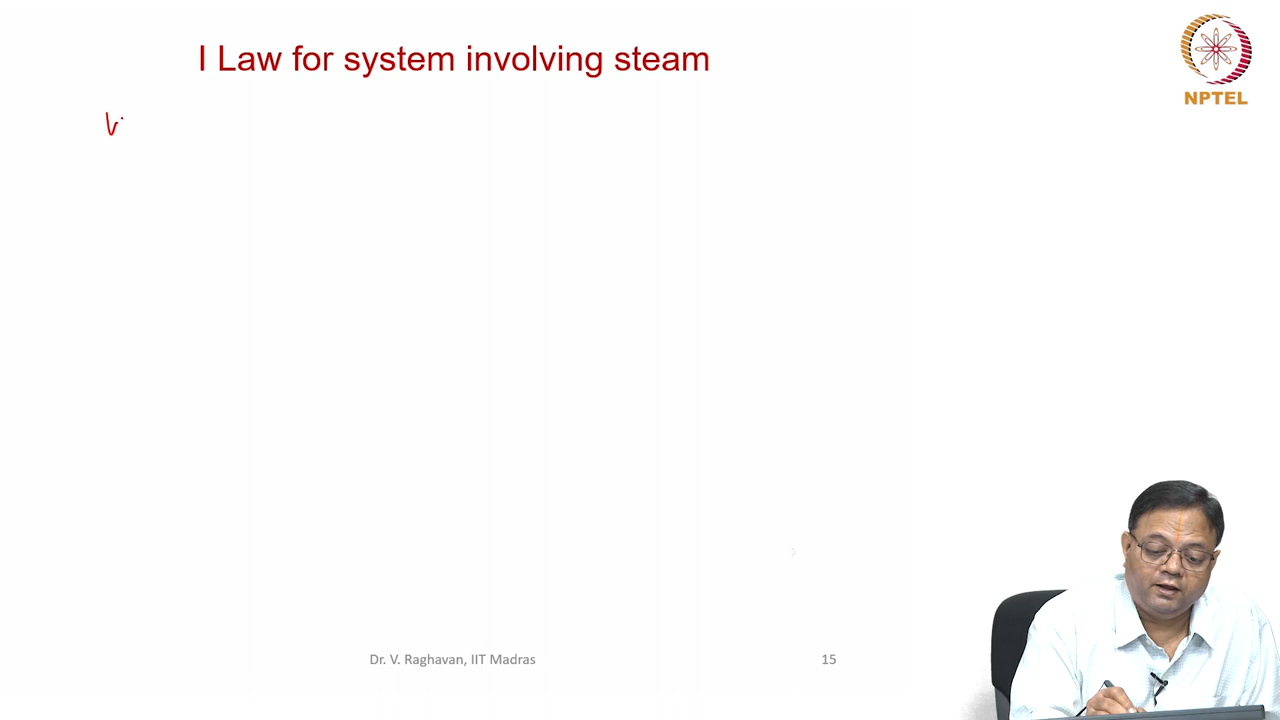 I Law for system involving steam
NPTEL
Dr. V. Raghavan, IIT Madras
15